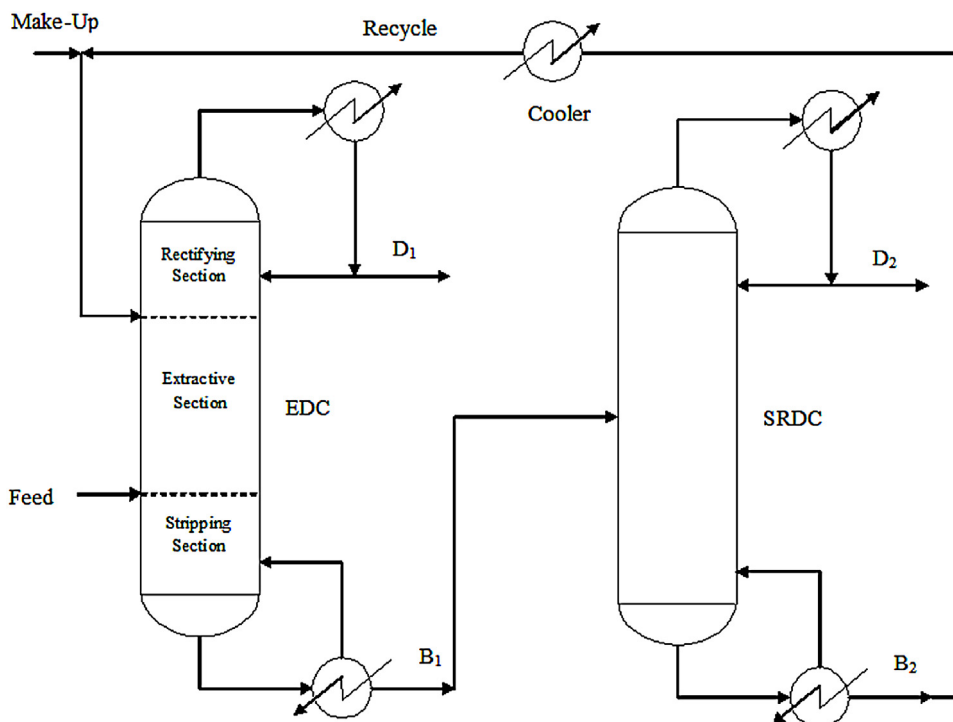 Make-Up
Recycle
Cooler
Rectifying
Section
D1
D2
Extractive
Section
EDC
SRDC
Feed
Stripping
Section
B1
B2